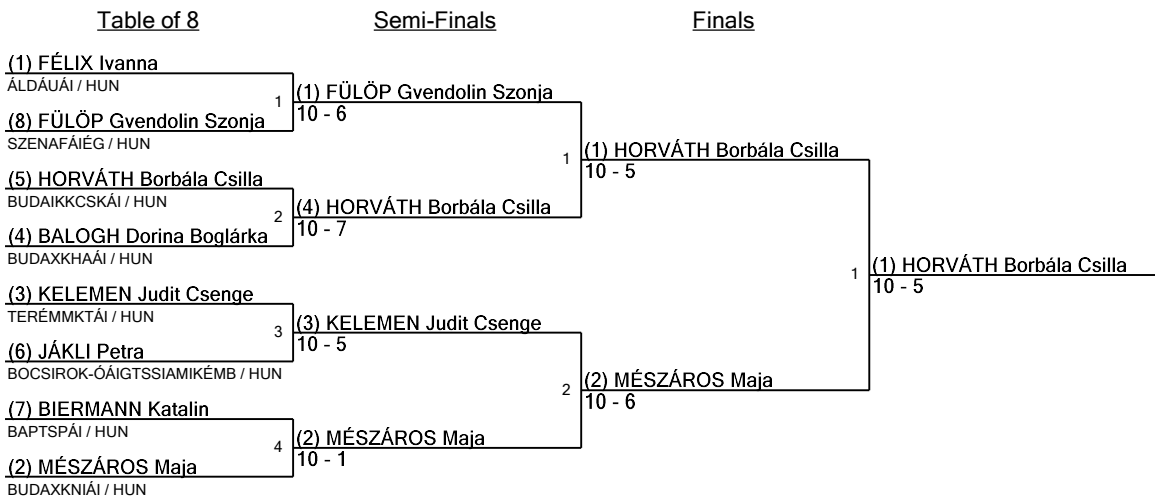 Table of 8
Semi-Finals
Finals
(1) FÉLIX Ivanna
ÁLDÁUÁI / HUN
1
(1) FÜLÖP Gvendolin Szonja
10 - 6
(8) FÜLÖP Gvendolin Szonja
SZENAFÁIÉG / HUN
1
(1) HORVÁTH Borbála Csilla
10 - 5
(5) HORVÁTH Borbála Csilla
BUDAIKKCSKÁI / HUN
2
(4) HORVÁTH Borbála Csilla
10 - 7
(4) BALOGH Dorina Boglárka
BUDAXKHAÁI / HUN
1
(1) HORVÁTH Borbála Csilla
10 - 5
(3) KELEMEN Judit Csenge
TERÉMMKTÁI / HUN
3
(3) KELEMEN Judit Csenge
10 - 5
(6) JÁKLI Petra
BOCSIROK-ÓÁIGTSSIAMIKÉMB / HUN
2
(2) MÉSZÁROS Maja
10 - 6
(7) BIERMANN Katalin
BAPTSPÁI / HUN
4
(2) MÉSZÁROS Maja
10 - 1
(2) MÉSZÁROS Maja
BUDAXKNIÁI / HUN